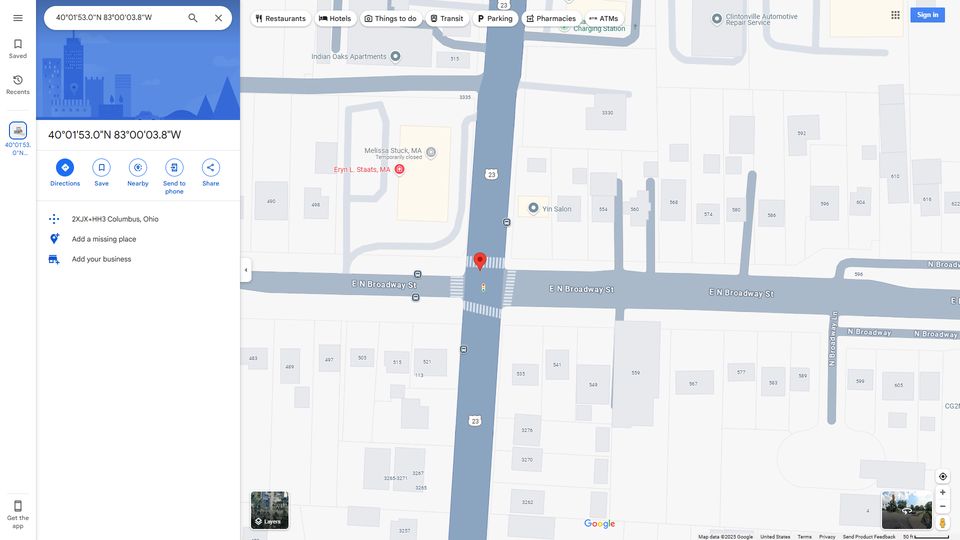 40°01'53.0"N 83°00'03.8"W
Restaurants
Hotels
Things to do
Transit
Parking
Pharmacies
ATMs
Sign in
Saved
Recents
40°01'53.
0"N...
Get the
app
40°01'53.0"N 83°00'03.8"W
Directions
Save
Nearby
Send to
phone
Share
2XJX+HH3 Columbus, Ohio
Add a missing place
Add your business
23
Charging Station
Clintonville Automotive
Repair Service
Indian Oaks Apartments
515
3335
3330
592
Melissa Stuck, MA
Temporarily closed
Eryn L. Staats, MA
23
490
498
Yin Salon
554
560
568
574
580
586
596
604
616
622
E N Broadway St
E N Broadway St
E N Broadway St
N Broadway
596
N Broadway
N Broadway
N Broadway Ln
483
489
497
503
515
521
113
535
541
549
559
567
577
583
589
599
605
CG2
23
3276
3270
3262
3267
3265-3271
3265
3257
4
Layers
Google
Map data ©2025 Google
United States
Terms
Privacy
Send Product Feedback
50 ft